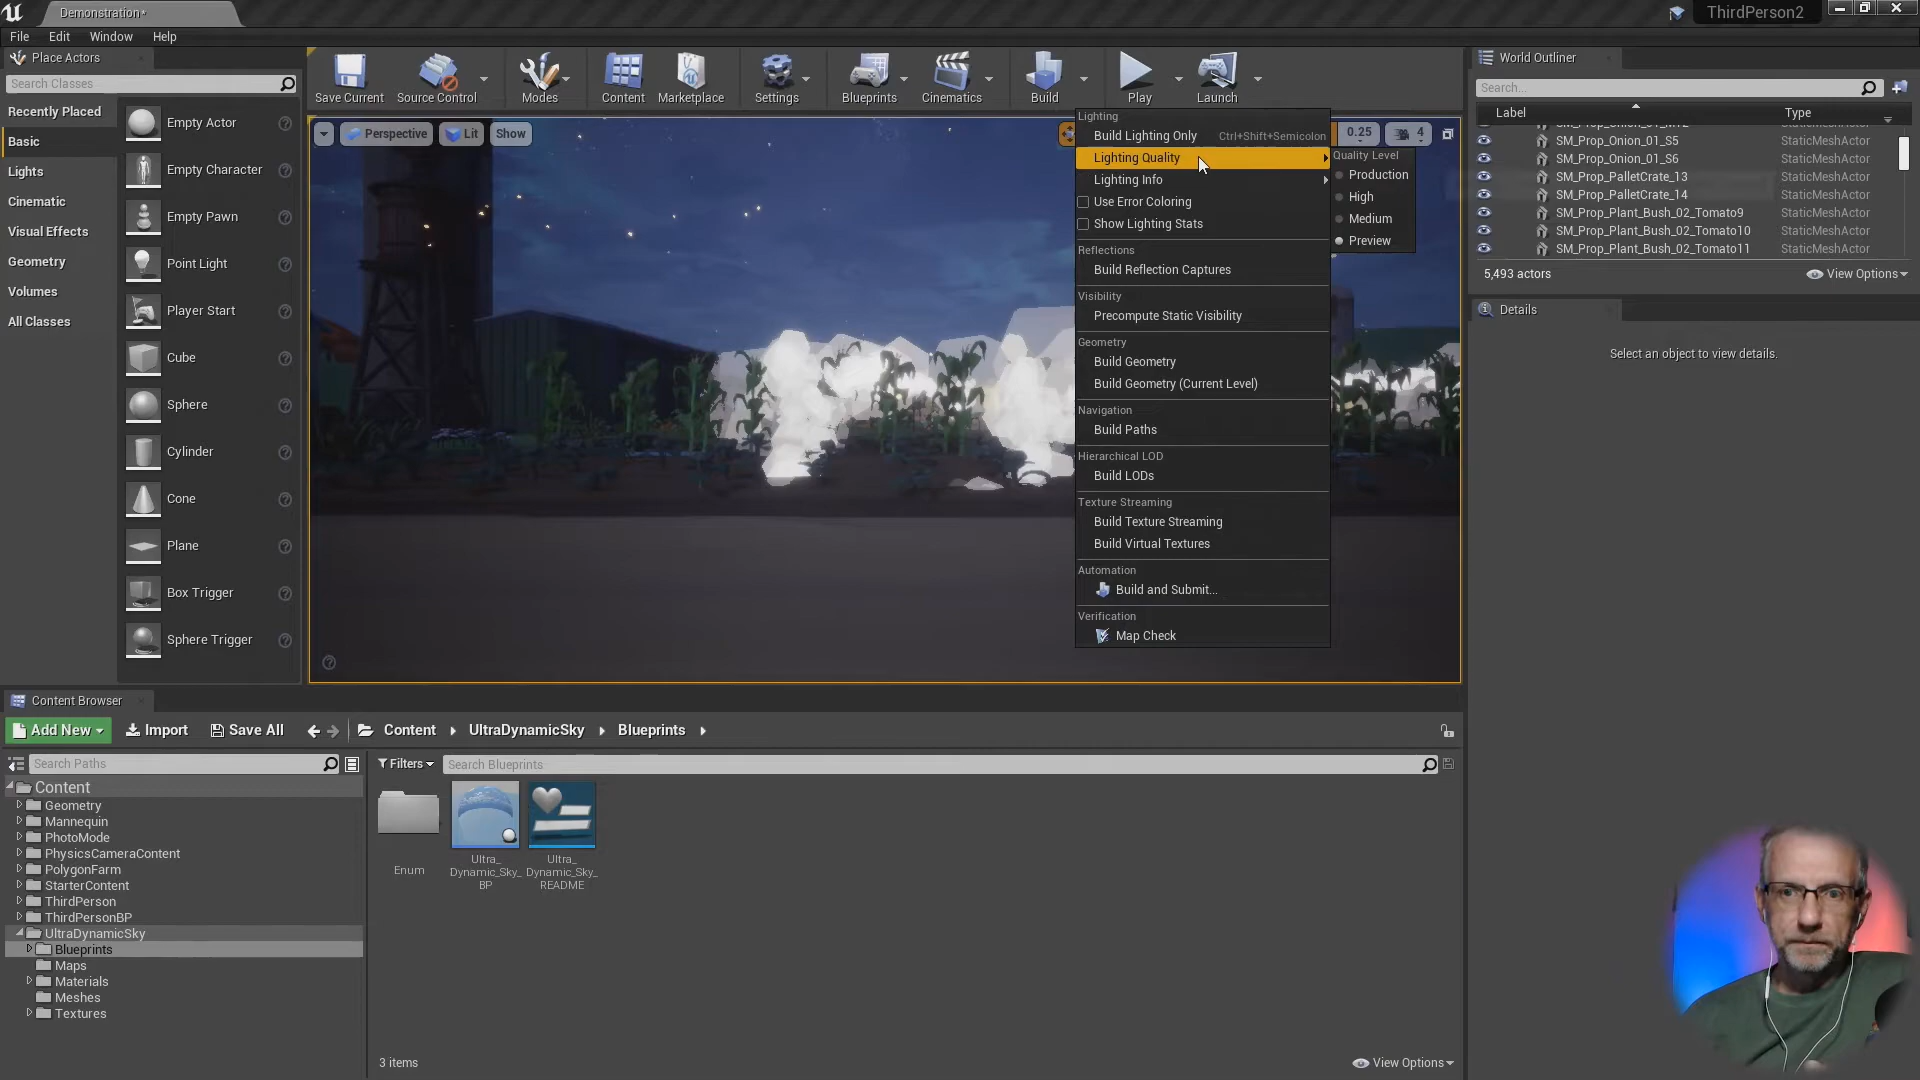 Demonstration*
ThirdPerson2
File Edit Window Help
Place Actors
Search Classes
Recently Placed
Basic
Lights
Cinematic
Visual Effects
Geometry
Volumes
All Classes
Empty Actor
Empty Character
Empty Pawn
Point Light
Player Start
Cube
Sphere
Cylinder
Cone
Plane
Box Trigger
Sphere Trigger
Save Current Source Control Modes Content Marketplace Settings Blueprints Cinematics Build Play Launch
Perspective Lit Show
0.25 4
Lighting
Build Lighting Only Ctrl+Shift+Semicolon
Lighting Quality
Lighting Info
Use Error Coloring
Show Lighting Stats
Reflections
Build Reflection Captures
Visibility
Precompute Static Visibility
Geometry
Build Geometry
Build Geometry (Current Level)
Navigation
Build Paths
Hierarchical LOD
Build LODs
Texture Streaming
Build Texture Streaming
Build Virtual Textures
Automation
Build and Submit...
Verification
Map Check
Quality Level
Production
High
Medium
Preview
World Outliner
Search...
Label Type
SM_Prop_Onion_01_S5 StaticMeshActor
SM_Prop_Onion_01_S6 StaticMeshActor
SM_Prop_PalletCrate_13 StaticMeshActor
SM_Prop_PalletCrate_14 StaticMeshActor
SM_Prop_Plant_Bush_02_Tomato9 StaticMeshActor
SM_Prop_Plant_Bush_02_Tomato10 StaticMeshActor
SM_Prop_Plant_Bush_02_Tomato11 StaticMeshActor
5,493 actors View Options
Details
Select an object to view details.
Content Browser
Add New Import Save All Content UltraDynamicSky Blueprints
Search Paths
Filters Search Blueprints
Content
Geometry
Mannequin
PhotoMode
PhysicsCameraContent
PolygonFarm
StarterContent
ThirdPerson
ThirdPersonBP
UltraDynamicSky
Blueprints
Maps
Materials
Meshes
Textures
Enum
Ultra_
Dynamic_Sky_
BP
Ultra_
Dynamic_Sky_
README
3 items View Options